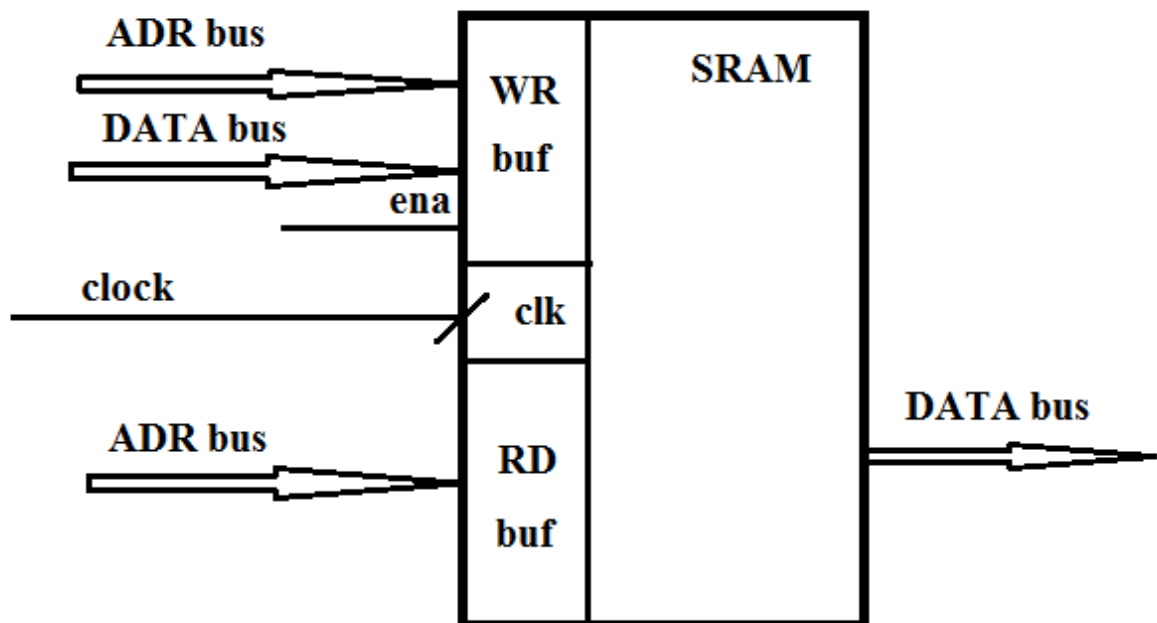 ADR bus
WR
buf
SRAM
DATA bus
ena
clock
clk
ADR bus
RD
buf
DATA bus